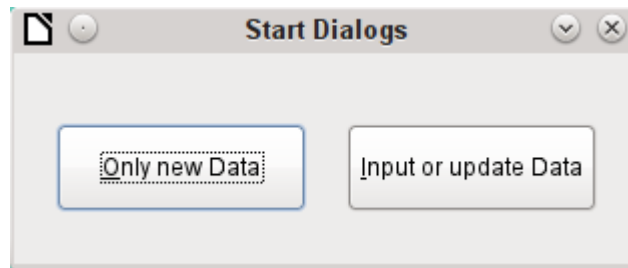 Start Dialogs
Only new Data
Input or update Data